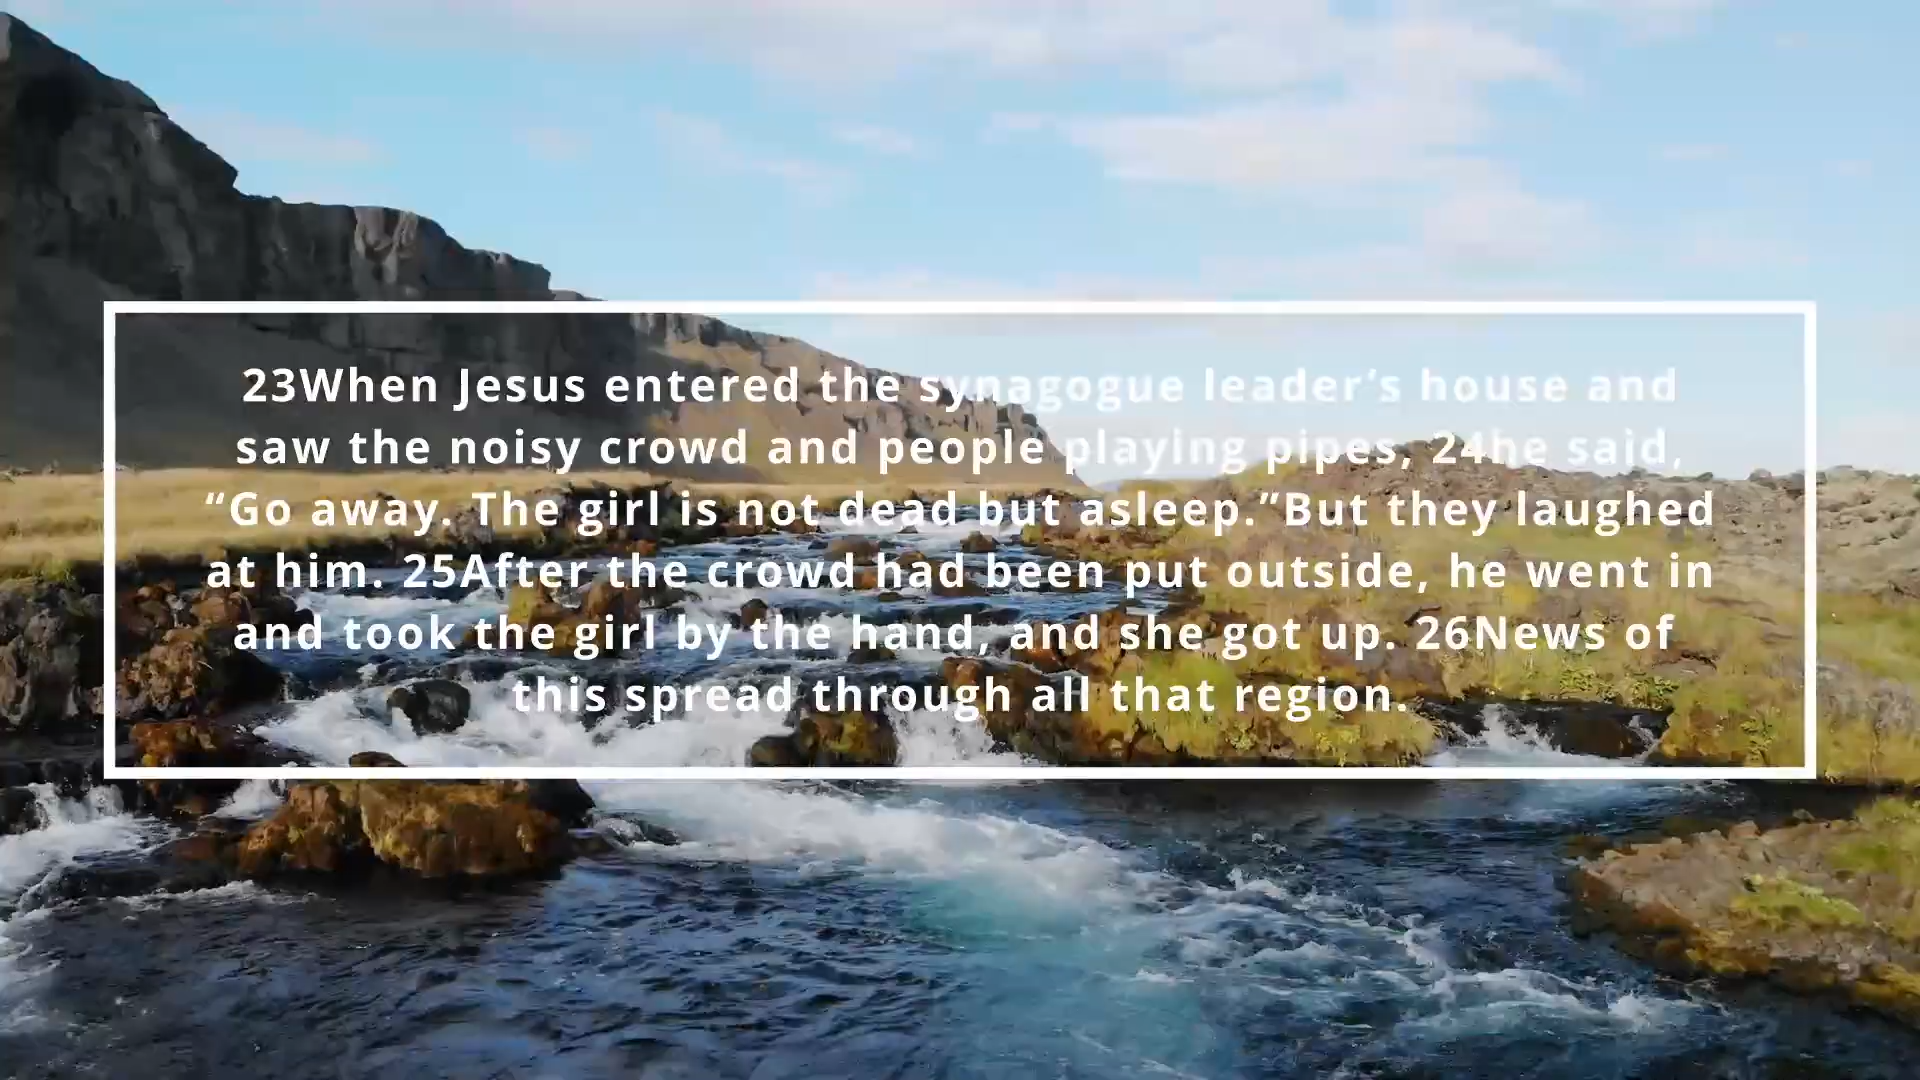 23When Jesus entered the synagogue leader’s house and
saw the noisy crowd and people playing pipes, 24he said,
“Go away. The girl is not dead but asleep.”But they laughed
at him. 25After the crowd had been put outside, he went in
and took the girl by the hand, and she got up. 26News of
this spread through all that region.